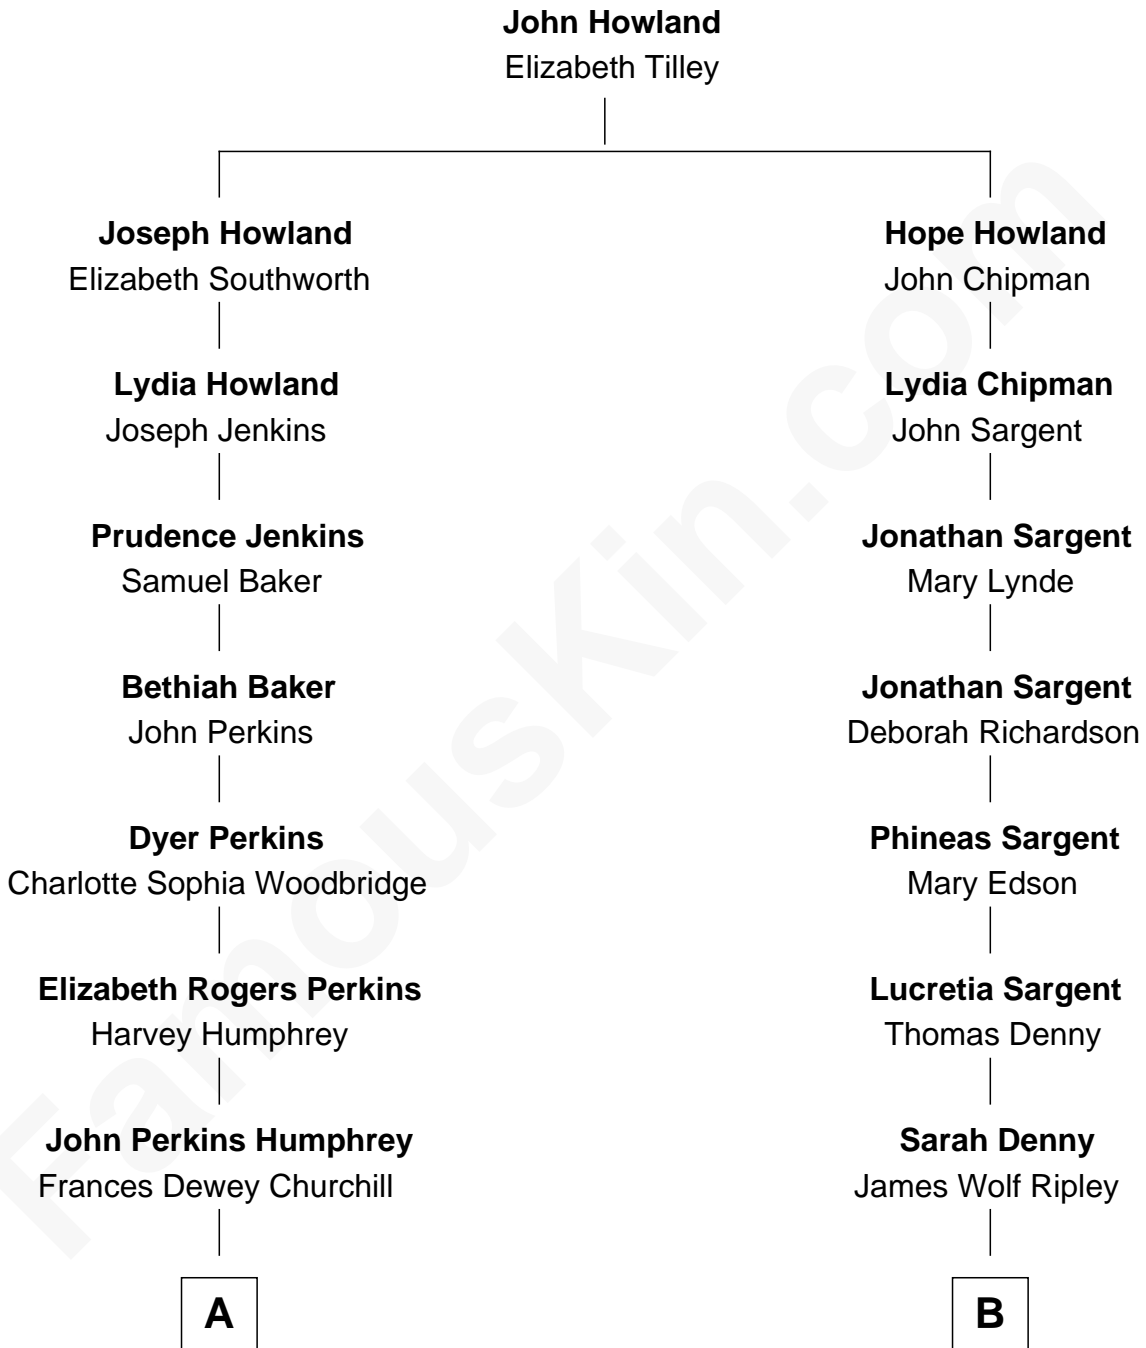 John Howland
Elizabeth Tilley
Joseph Howland
Elizabeth Southworth
Hope Howland
John Chipman
Lydia Howland
Joseph Jenkins
Lydia Chipman
John Sargent
Prudence Jenkins
Samuel Baker
Jonathan Sargent
Mary Lynde
Bethiah Baker
John Perkins
Jonathan Sargent
Deborah Richardson
Dyer Perkins
Charlotte Sophia Woodbridge
Phineas Sargent
Mary Edson
Elizabeth Rogers Perkins
Harvey Humphrey
Lucretia Sargent
Thomas Denny
John Perkins Humphrey
Frances Dewey Churchill
Sarah Denny
James Wolf Ripley
A
B
FamousKin.com